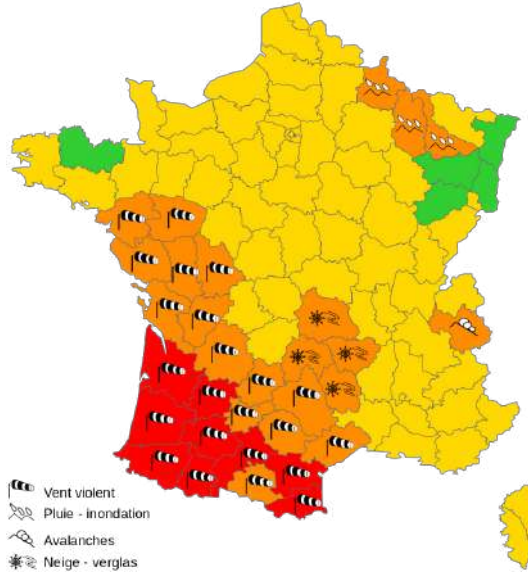 Vent violent
Pluie - inondation
Avalanches
Neige - verglas